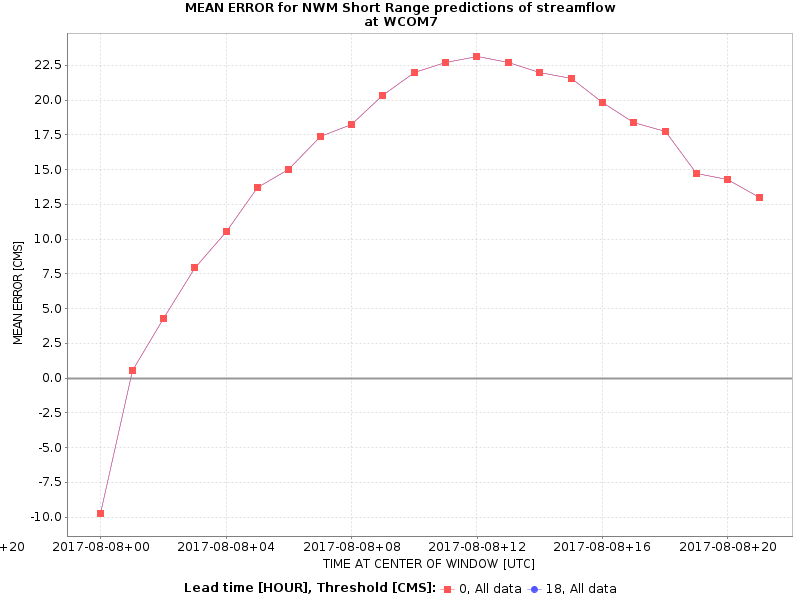 MEAN ERROR for NWM Short Range predictions of streamflow
at WCOM7
22.5
20.0
17.5
15.0
12.5
10.0
7.5
5.0
2.5
0.0
-2.5
-5.0
-7.5
-10.0
MEAN ERROR [CMS]
+20 2017-08-08+00 2017-08-08+04 2017-08-08+08 2017-08-08+12 2017-08-08+16 2017-08-08+20
TIME AT CENTER OF WINDOW [UTC]
Lead time [HOUR], Threshold [CMS]: 0, All data 18, All data